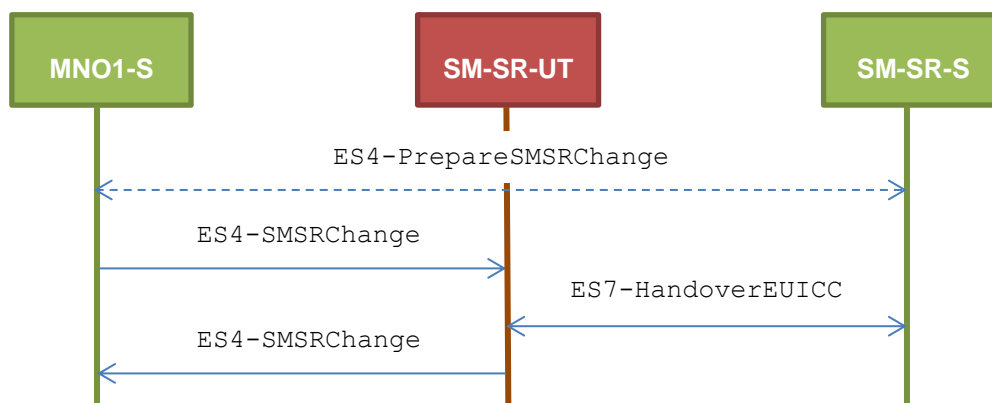 MNO1-S
SM-SR-UT
SM-SR-S
ES4-PrepareSMSRChange
ES4-SMSRChange
ES7-HandoverEUICC
ES4-SMSRChange